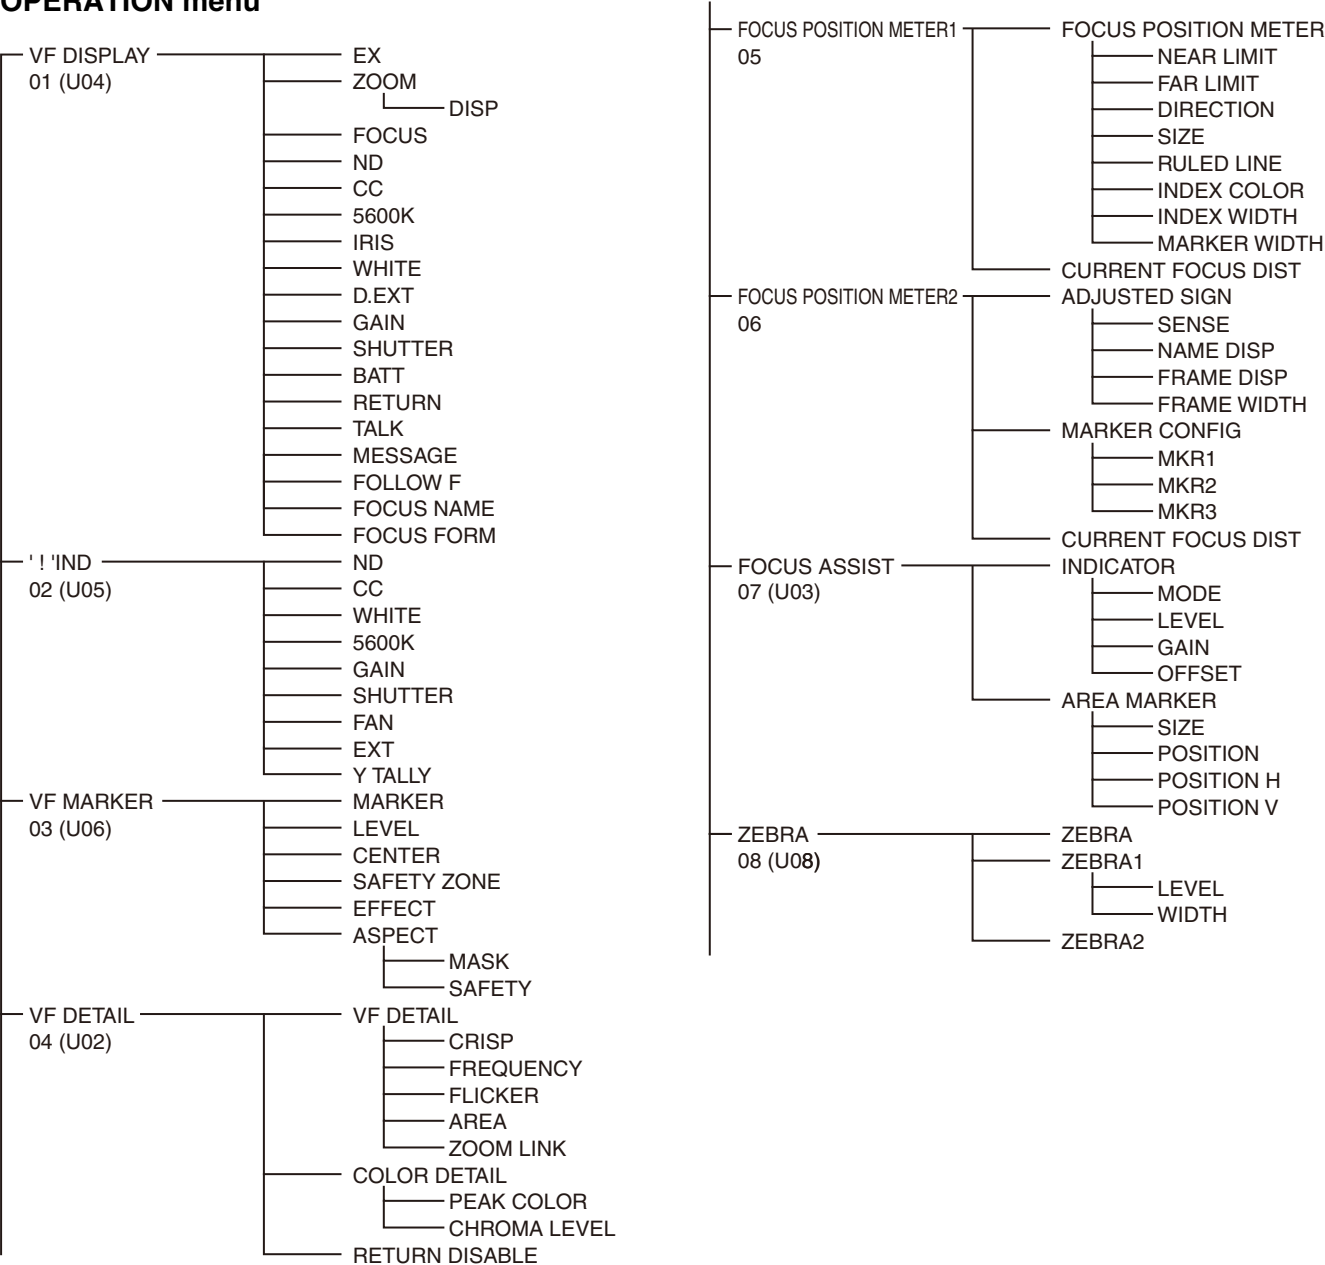 OPERATION menu
VF DISPLAY
01 (U04)
EX
ZOOM
DISP
FOCUS
ND
CC
5600K
IRIS
WHITE
D.EXT
GAIN
SHUTTER
BATT
RETURN
TALK
MESSAGE
FOLLOW F
FOCUS NAME
FOCUS FORM
' ! 'IND
02 (U05)
ND
CC
WHITE
5600K
GAIN
SHUTTER
FAN
EXT
Y TALLY
VF MARKER
03 (U06)
MARKER
LEVEL
CENTER
SAFETY ZONE
EFFECT
ASPECT
MASK
SAFETY
VF DETAIL
04 (U02)
VF DETAIL
CRISP
FREQUENCY
FLICKER
AREA
ZOOM LINK
COLOR DETAIL
PEAK COLOR
CHROMA LEVEL
RETURN DISABLE
FOCUS POSITION METER1
05
FOCUS POSITION METER
NEAR LIMIT
FAR LIMIT
DIRECTION
SIZE
RULED LINE
INDEX COLOR
INDEX WIDTH
MARKER WIDTH
CURRENT FOCUS DIST
FOCUS POSITION METER2
06
ADJUSTED SIGN
SENSE
NAME DISP
FRAME DISP
FRAME WIDTH
MARKER CONFIG
MKR1
MKR2
MKR3
CURRENT FOCUS DIST
FOCUS ASSIST
07 (U03)
INDICATOR
MODE
LEVEL
GAIN
OFFSET
AREA MARKER
SIZE
POSITION
POSITION H
POSITION V
ZEBRA
08 (U08)
ZEBRA
ZEBRA1
LEVEL
WIDTH
ZEBRA2